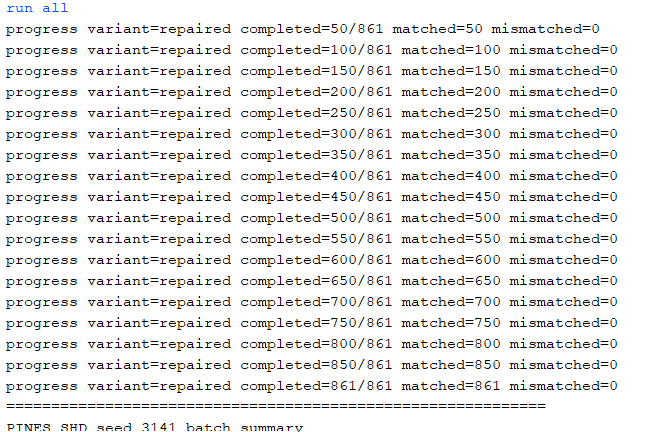 run all
progress variant=repaired completed=50/861 matched=50 mismatched=0
progress variant=repaired completed=100/861 matched=100 mismatched=0
progress variant=repaired completed=150/861 matched=150 mismatched=0
progress variant=repaired completed=200/861 matched=200 mismatched=0
progress variant=repaired completed=250/861 matched=250 mismatched=0
progress variant=repaired completed=300/861 matched=300 mismatched=0
progress variant=repaired completed=350/861 matched=350 mismatched=0
progress variant=repaired completed=400/861 matched=400 mismatched=0
progress variant=repaired completed=450/861 matched=450 mismatched=0
progress variant=repaired completed=500/861 matched=500 mismatched=0
progress variant=repaired completed=550/861 matched=550 mismatched=0
progress variant=repaired completed=600/861 matched=600 mismatched=0
progress variant=repaired completed=650/861 matched=650 mismatched=0
progress variant=repaired completed=700/861 matched=700 mismatched=0
progress variant=repaired completed=750/861 matched=750 mismatched=0
progress variant=repaired completed=800/861 matched=800 mismatched=0
progress variant=repaired completed=850/861 matched=850 mismatched=0
progress variant=repaired completed=861/861 matched=861 mismatched=0
============================================================
PINES SHD seed 3141 batch summary